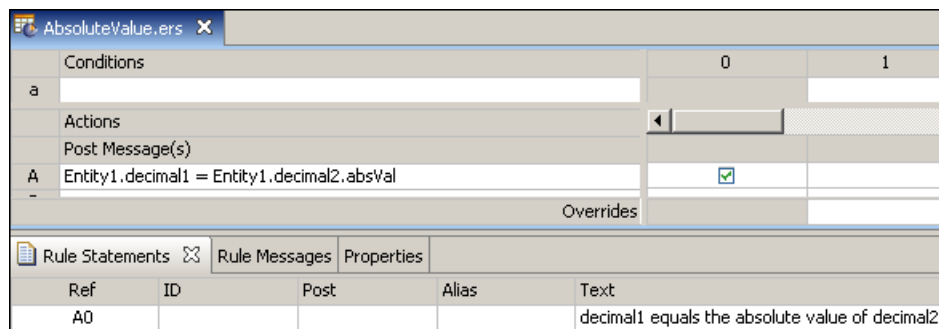 AbsoluteValue.ers
Conditions 0 1
a
Actions
Post Message(s)
A Entity1.decimal1 = Entity1.decimal2.absVal
Overrides
Rule Statements Rule Messages Properties
Ref ID Post Alias Text
A0 decimal1 equals the absolute value of decimal2